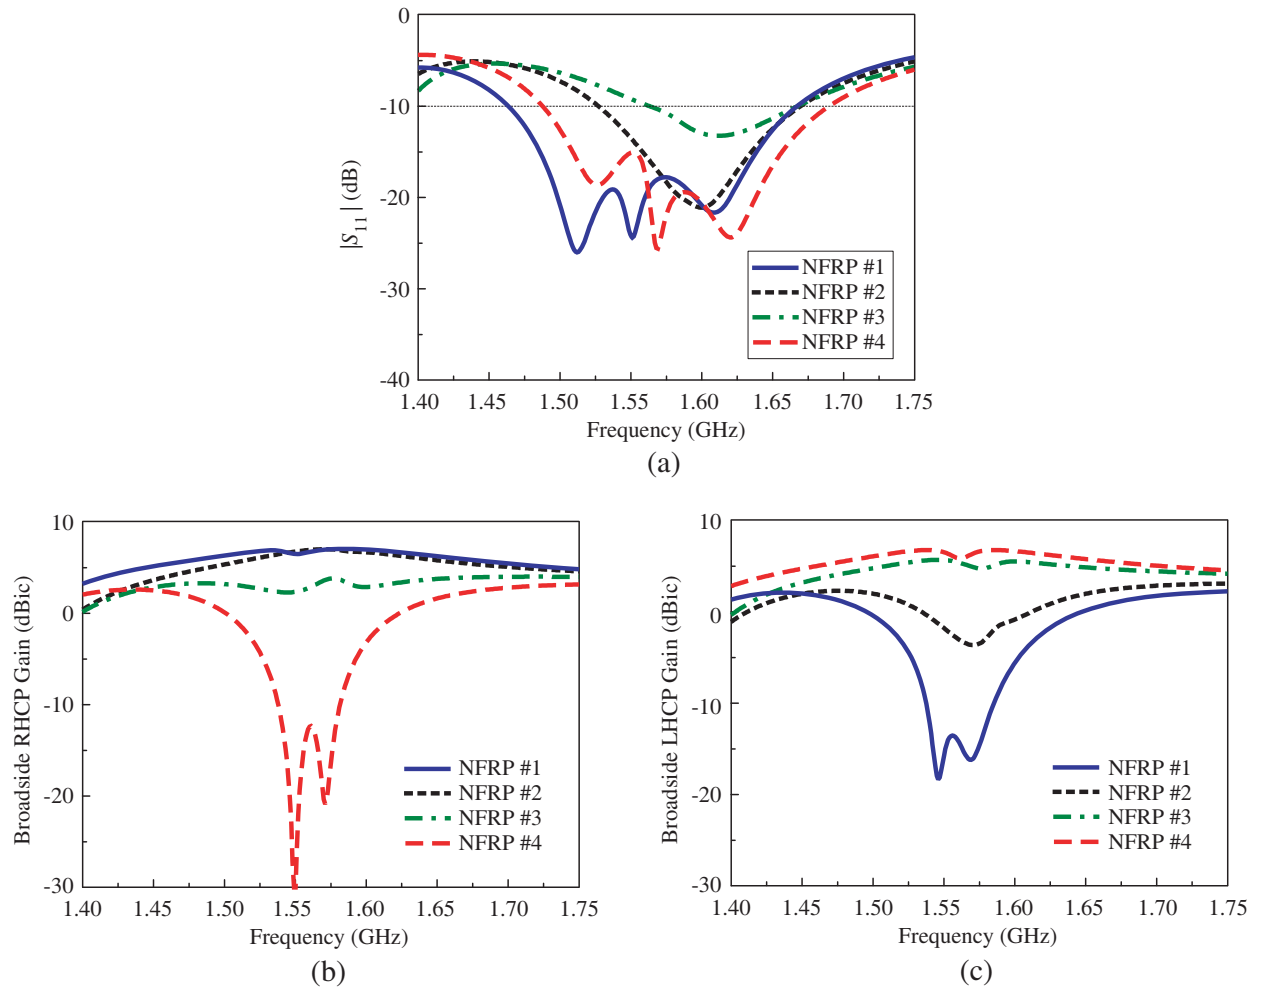 0
-10
-20
-30
-40
|S11| (dB)
NFRP #1
NFRP #2
NFRP #3
NFRP #4
1.40 1.45 1.50 1.55 1.60 1.65 1.70 1.75
Frequency (GHz)
(a)
10
0
-10
-20
-30
Broadside RHCP Gain (dBic)
NFRP #1
NFRP #2
NFRP #3
NFRP #4
1.40 1.45 1.50 1.55 1.60 1.65 1.70 1.75
Frequency (GHz)
(b)
10
0
-10
-20
-30
Broadside LHCP Gain (dBic)
NFRP #1
NFRP #2
NFRP #3
NFRP #4
1.40 1.45 1.50 1.55 1.60 1.65 1.70 1.75
Frequency (GHz)
(c)